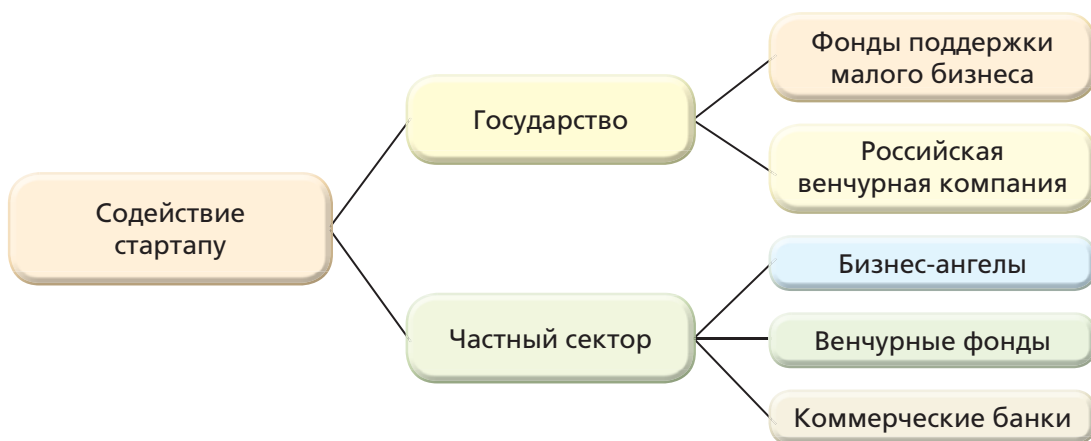 Содействие
стартапу
Государство
Фонды поддержки
малого бизнеса
Российская
венчурная компания
Частный сектор
Бизнес-ангелы
Венчурные фонды
Коммерческие банки